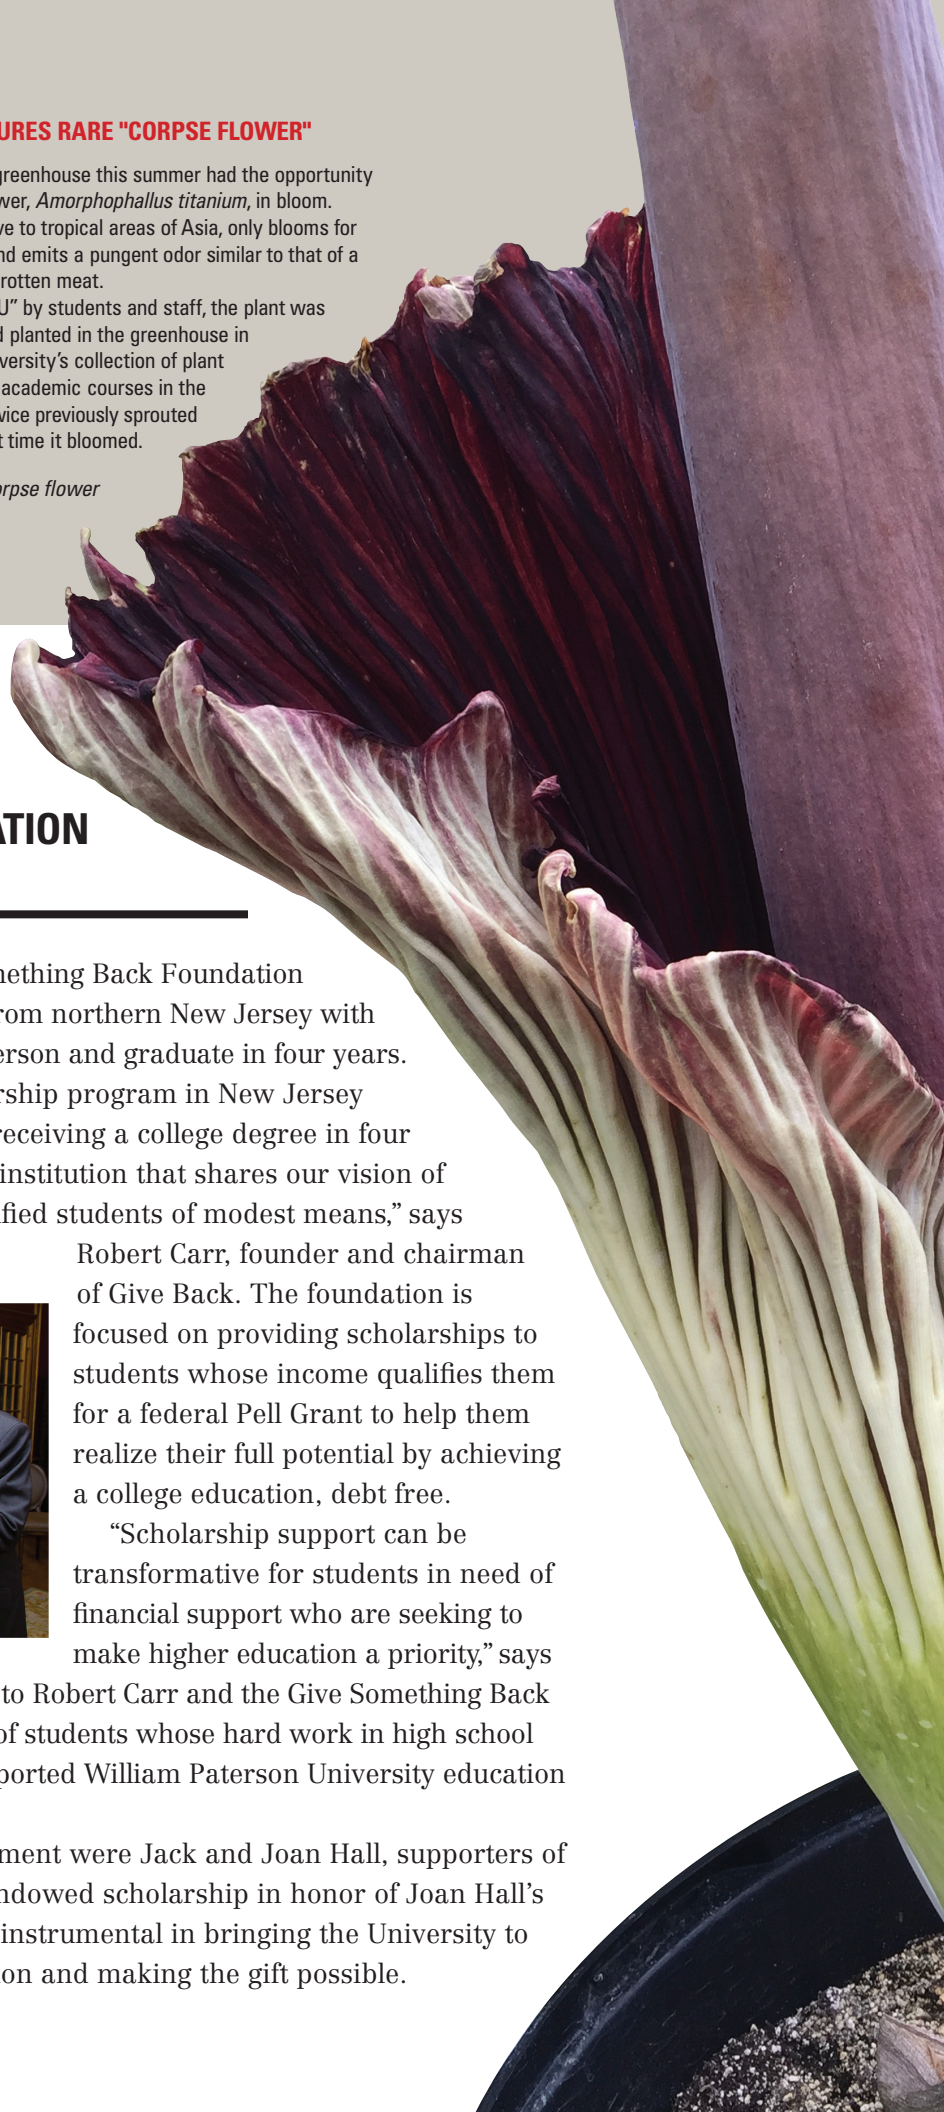 URES RARE "CORPSE FLOWER"
greenhouse this summer had the opportunity
wer, Amorphophallus titanium, in bloom.
ve to tropical areas of Asia, only blooms for
nd emits a pungent odor similar to that of a
rotten meat.
U” by students and staff, the plant was
d planted in the greenhouse in
versity’s collection of plant
academic courses in the
wice previously sprouted
t time it bloomed.
orpse flower
ATION
mething Back Foundation
rom northern New Jersey with
erson and graduate in four years.
rship program in New Jersey
receiving a college degree in four
institution that shares our vision of
ified students of modest means,” says
Robert Carr, founder and chairman
of Give Back. The foundation is
focused on providing scholarships to
students whose income qualifies them
for a federal Pell Grant to help them
realize their full potential by achieving
a college education, debt free.
“Scholarship support can be
transformative for students in need of
financial support who are seeking to
make higher education a priority,” says
to Robert Carr and the Give Something Back
of students whose hard work in high school
ported William Paterson University education
ment were Jack and Joan Hall, supporters of
ndowed scholarship in honor of Joan Hall’s
instrumental in bringing the University to
ion and making the gift possible.